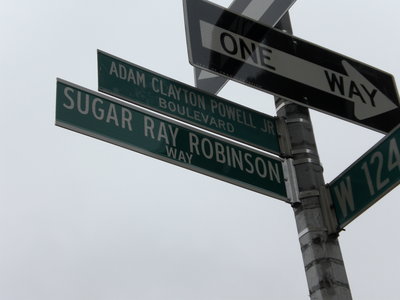 ONE WAY
ADAM CLAYTON POWELL JR
BOULEVARD
SUGAR RAY ROBINSON
WAY
W 124